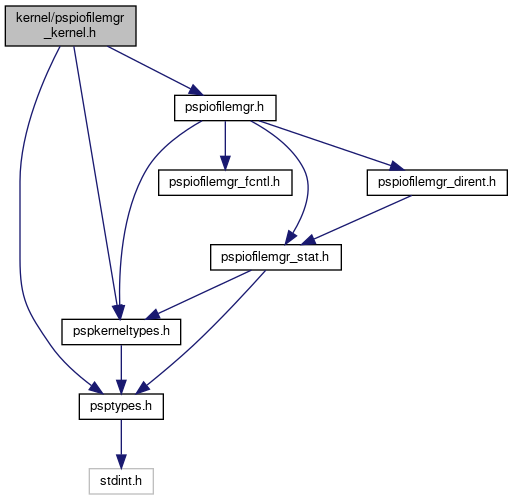 kernel/pspiofilemgr
_kernel.h
pspiofilemgr.h
pspiofilemgr_fcntl.h
pspiofilemgr_dirent.h
pspiofilemgr_stat.h
pspkerneltypes.h
psptypes.h
stdint.h